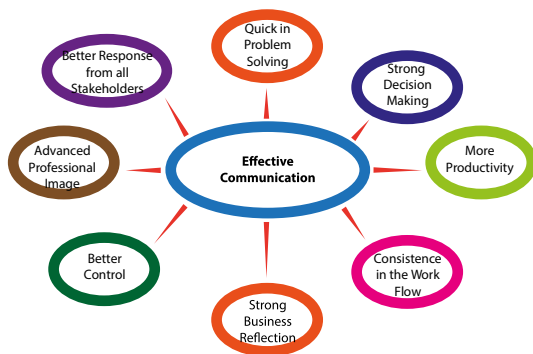 Quick in
Problem
Solving
Better Response
from all
Stakeholders
Strong
Decision
Making
Advanced
Professional
Image
Effective
Communication
More
Productivity
Better
Control
Consistence
in the Work
Flow
Strong
Business
Reflection